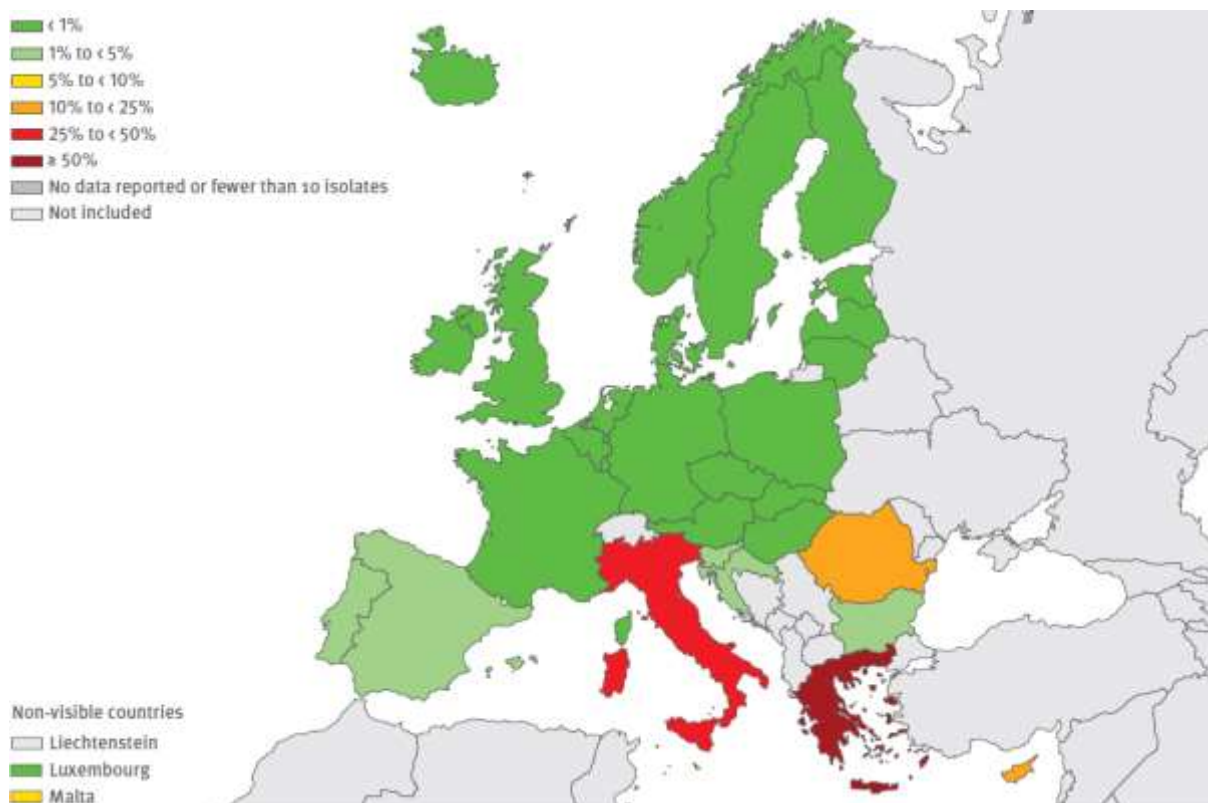 < 1%
1% to < 5%
5% to < 10%
10% to < 25%
25% to < 50%
≥ 50%
No data reported or fewer than 10 isolates
Not included
Non-visible countries
Liechtenstein
Luxembourg
Malta